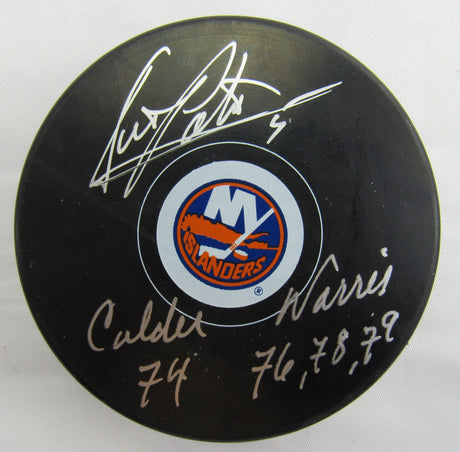 NY
ISLANDERS
®
Calder Norris
74 76,78,79